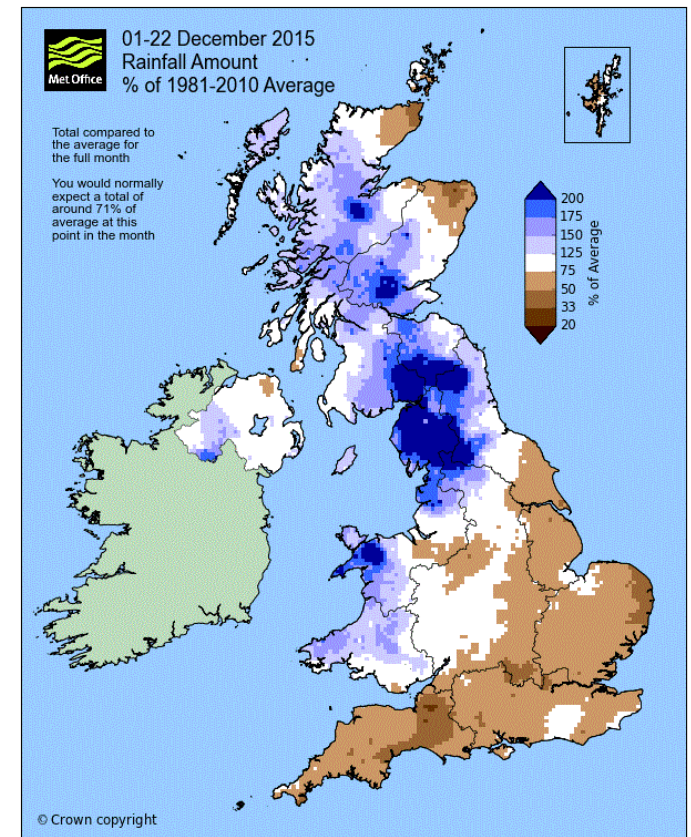 Met Office
01-22 December 2015
Rainfall Amount
% of 1981-2010 Average
Total compared to
the average for
the full month
You would normally
expect a total of
around 71% of
average at this
point in the month
200
175
150
125
75
50
33
20
% of Average
© Crown copyright